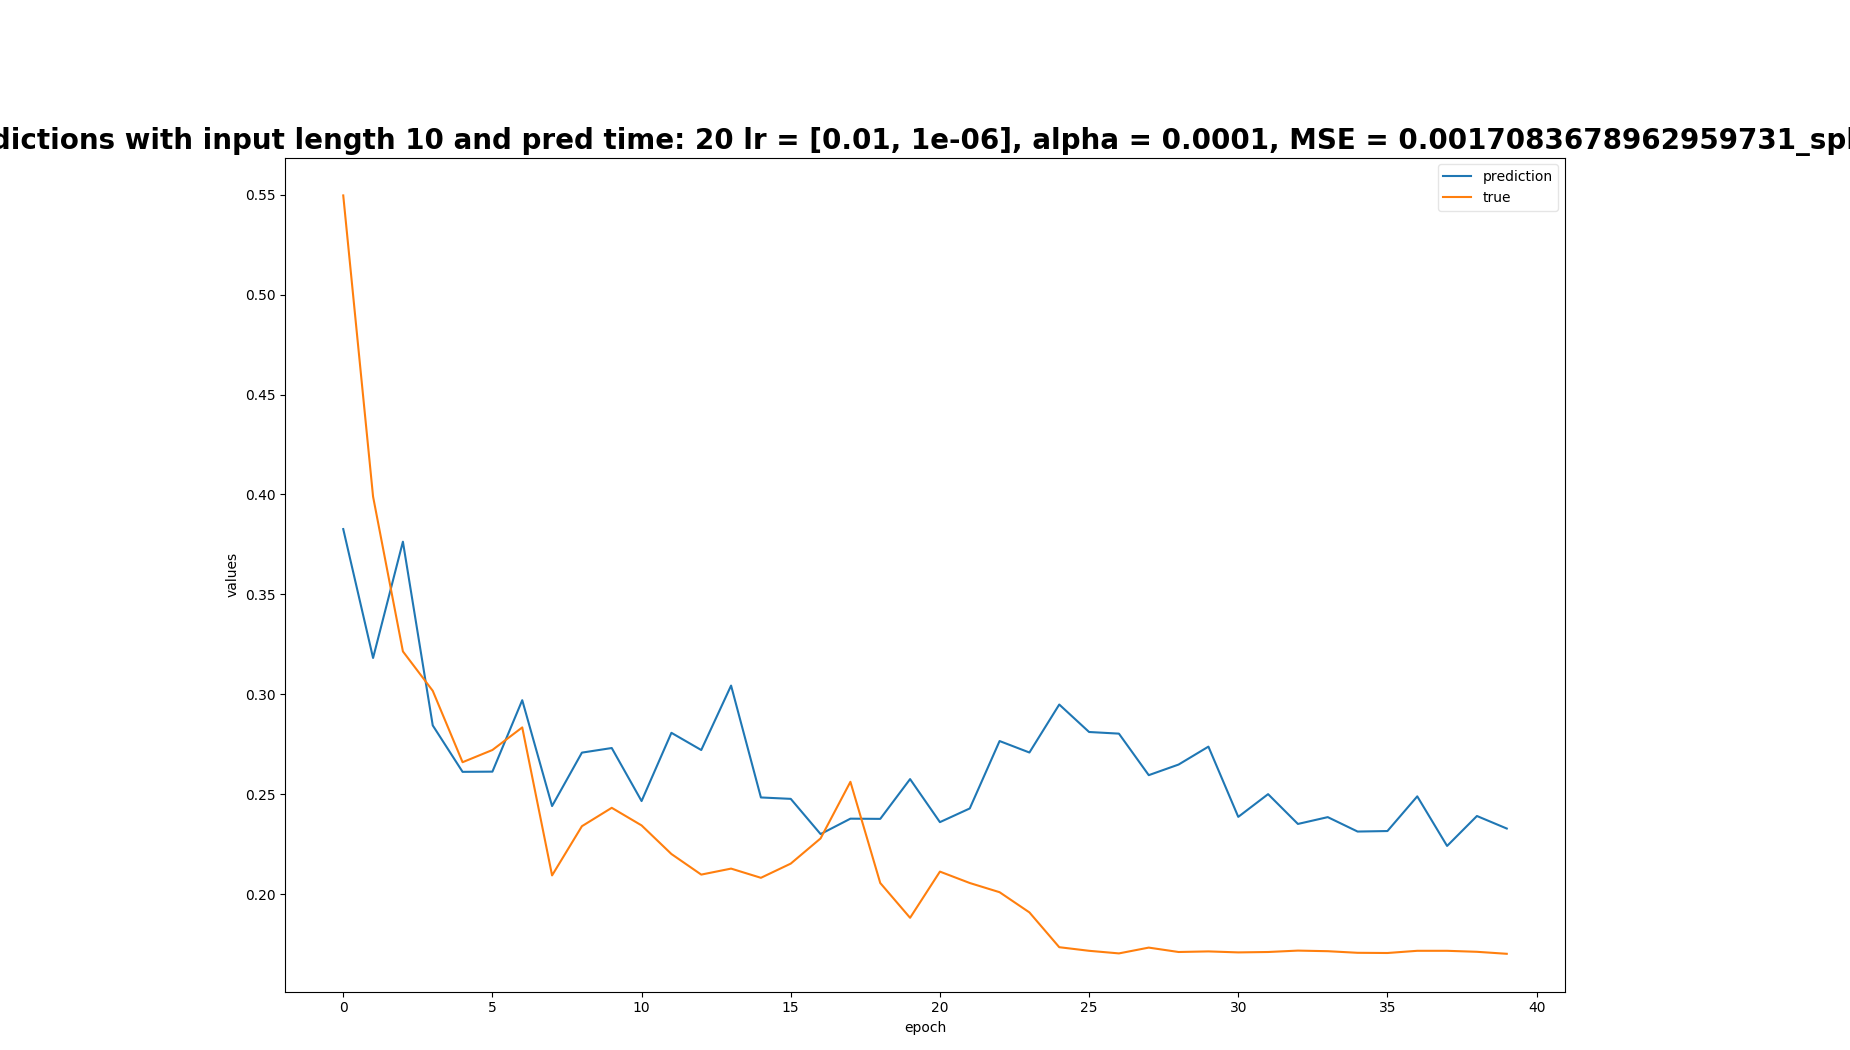 dictions with input length 10 and pred time: 20 lr = [0.01, 1e-06], alpha = 0.0001, MSE = 0.0017083678962959731_spl
prediction
true
0.55
0.50
0.45
0.40
0.35
0.30
0.25
0.20
values
0 5 10 15 20 25 30 35 40
epoch